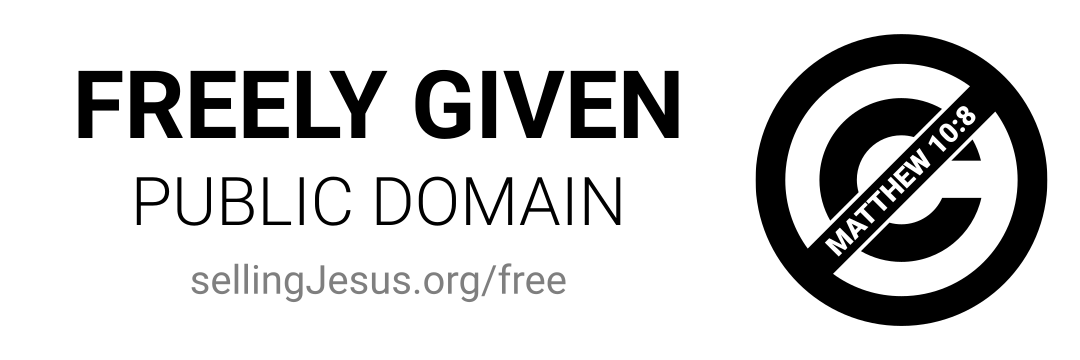 FREELY GIVEN
PUBLIC DOMAIN
sellingJesus.org/free
MATTHEW 10:8